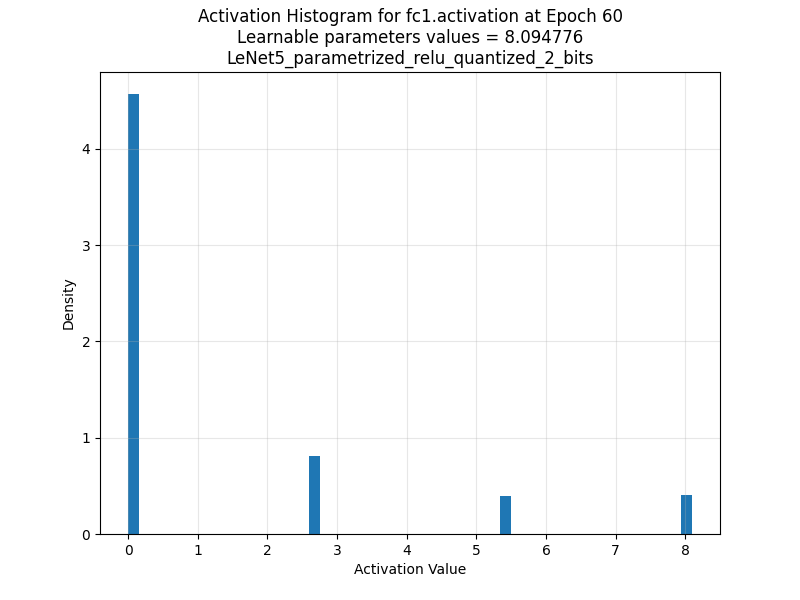 Activation Histogram for fc1.activation at Epoch 60
Learnable parameters values = 8.094776
LeNet5_parametrized_relu_quantized_2_bits
4
3
2
1
0
Density
0 1 2 3 4 5 6 7 8
Activation Value